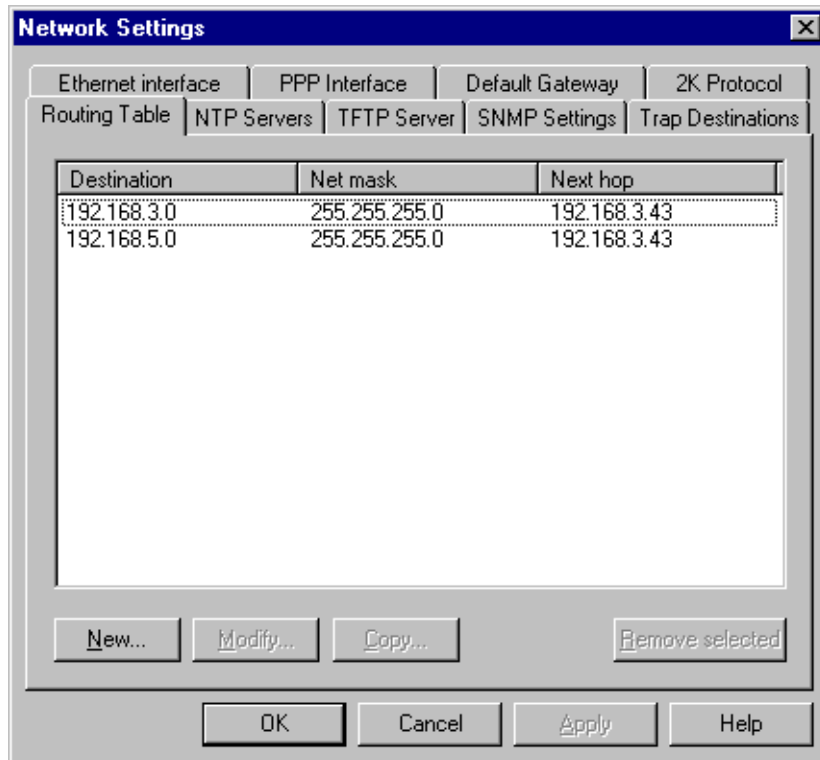 Network Settings
Ethernet interface PPP Interface Default Gateway 2K Protocol
Routing Table NTP Servers TFTP Server SNMP Settings Trap Destinations
Destination Net mask Next hop
192.168.3.0 255.255.255.0 192.168.3.43
192.168.5.0 255.255.255.0 192.168.3.43
New... Modify... Copy... Remove selected
OK Cancel Apply Help